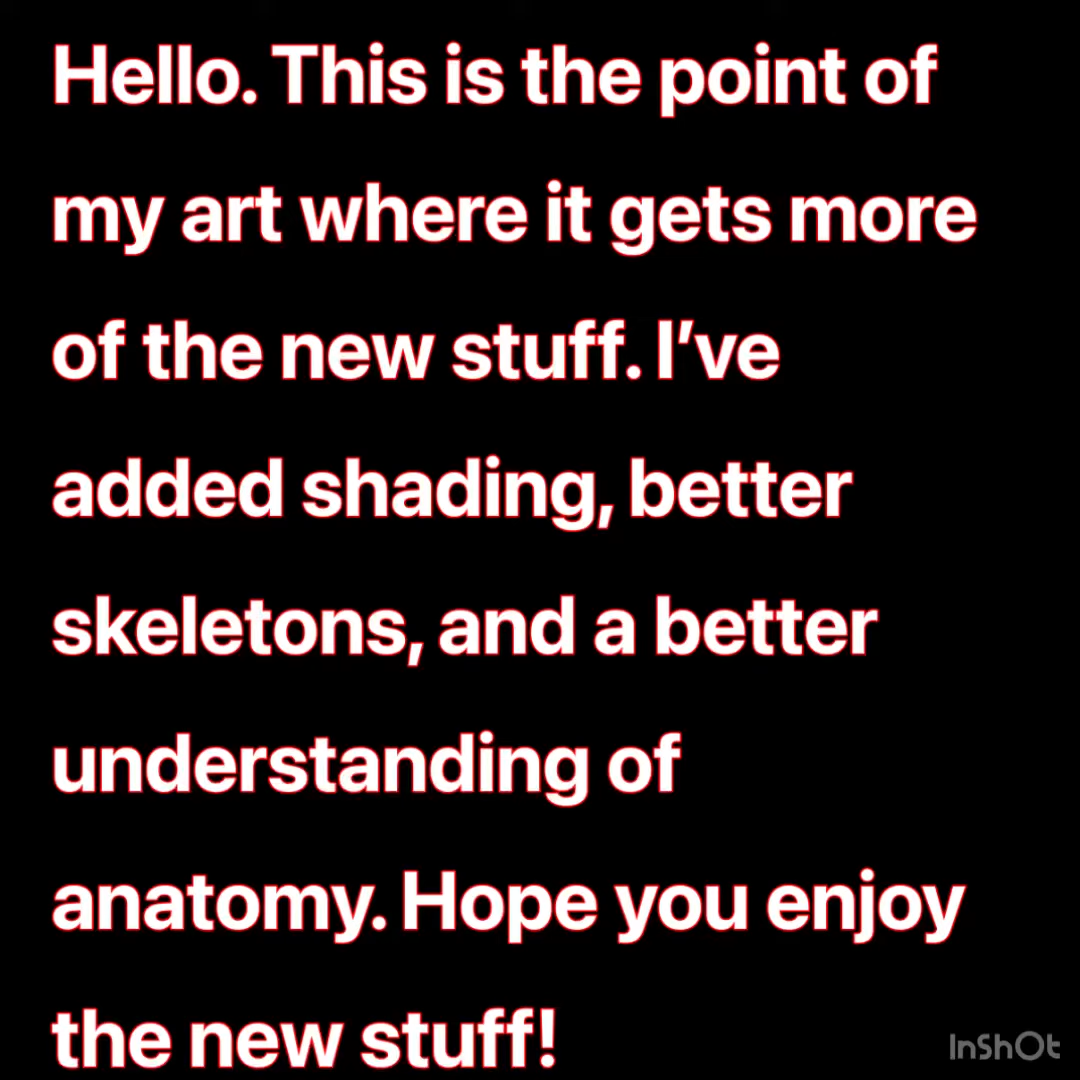 Hello. This is the point of
my art where it gets more
of the new stuff. I’ve
added shading, better
skeletons, and a better
understanding of
anatomy. Hope you enjoy
the new stuff!
InShOt